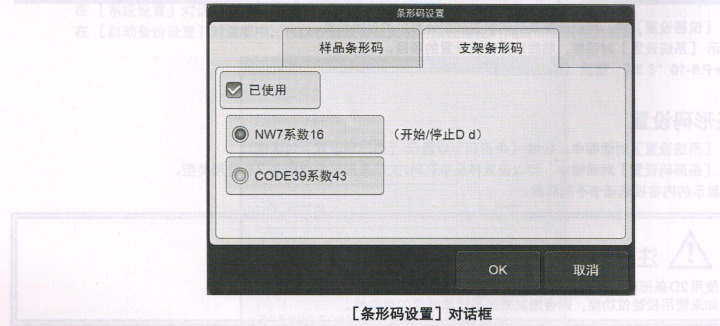 条形码设置
样品条形码 支架条形码
已使用
NW7系数16 （开始/停止D d）
CODE39系数43
OK 取消
［条形码设置］对话框